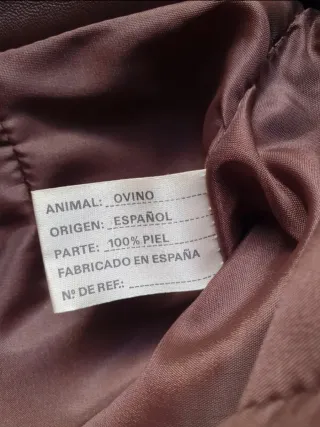 ANIMAL: OVINO
ORIGEN: ESPAÑOL
PARTE: 100% PIEL
FABRICADO EN ESPAÑA
Nº DE REF.: